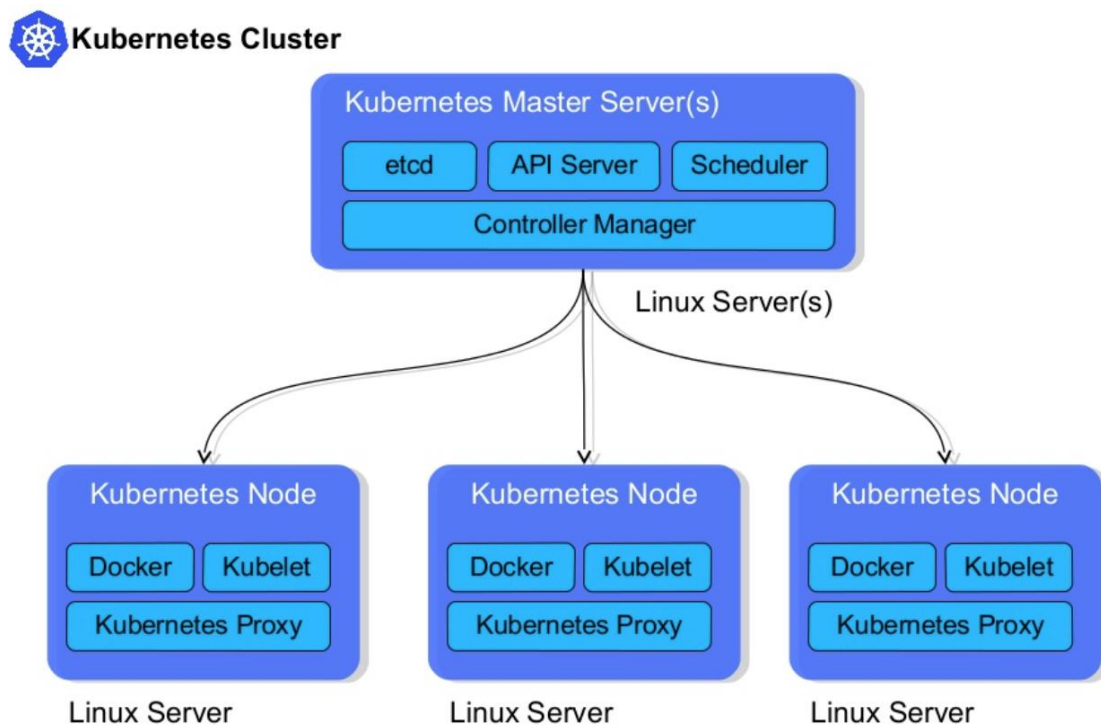 Kubernetes Cluster
Kubernetes Master Server(s)
etcd API Server Scheduler
Controller Manager
Linux Server(s)
Kubernetes Node Kubernetes Node Kubernetes Node
Docker Kubelet Docker Kubelet Docker Kubelet
Kubernetes Proxy Kubernetes Proxy Kubernetes Proxy
Linux Server Linux Server Linux Server